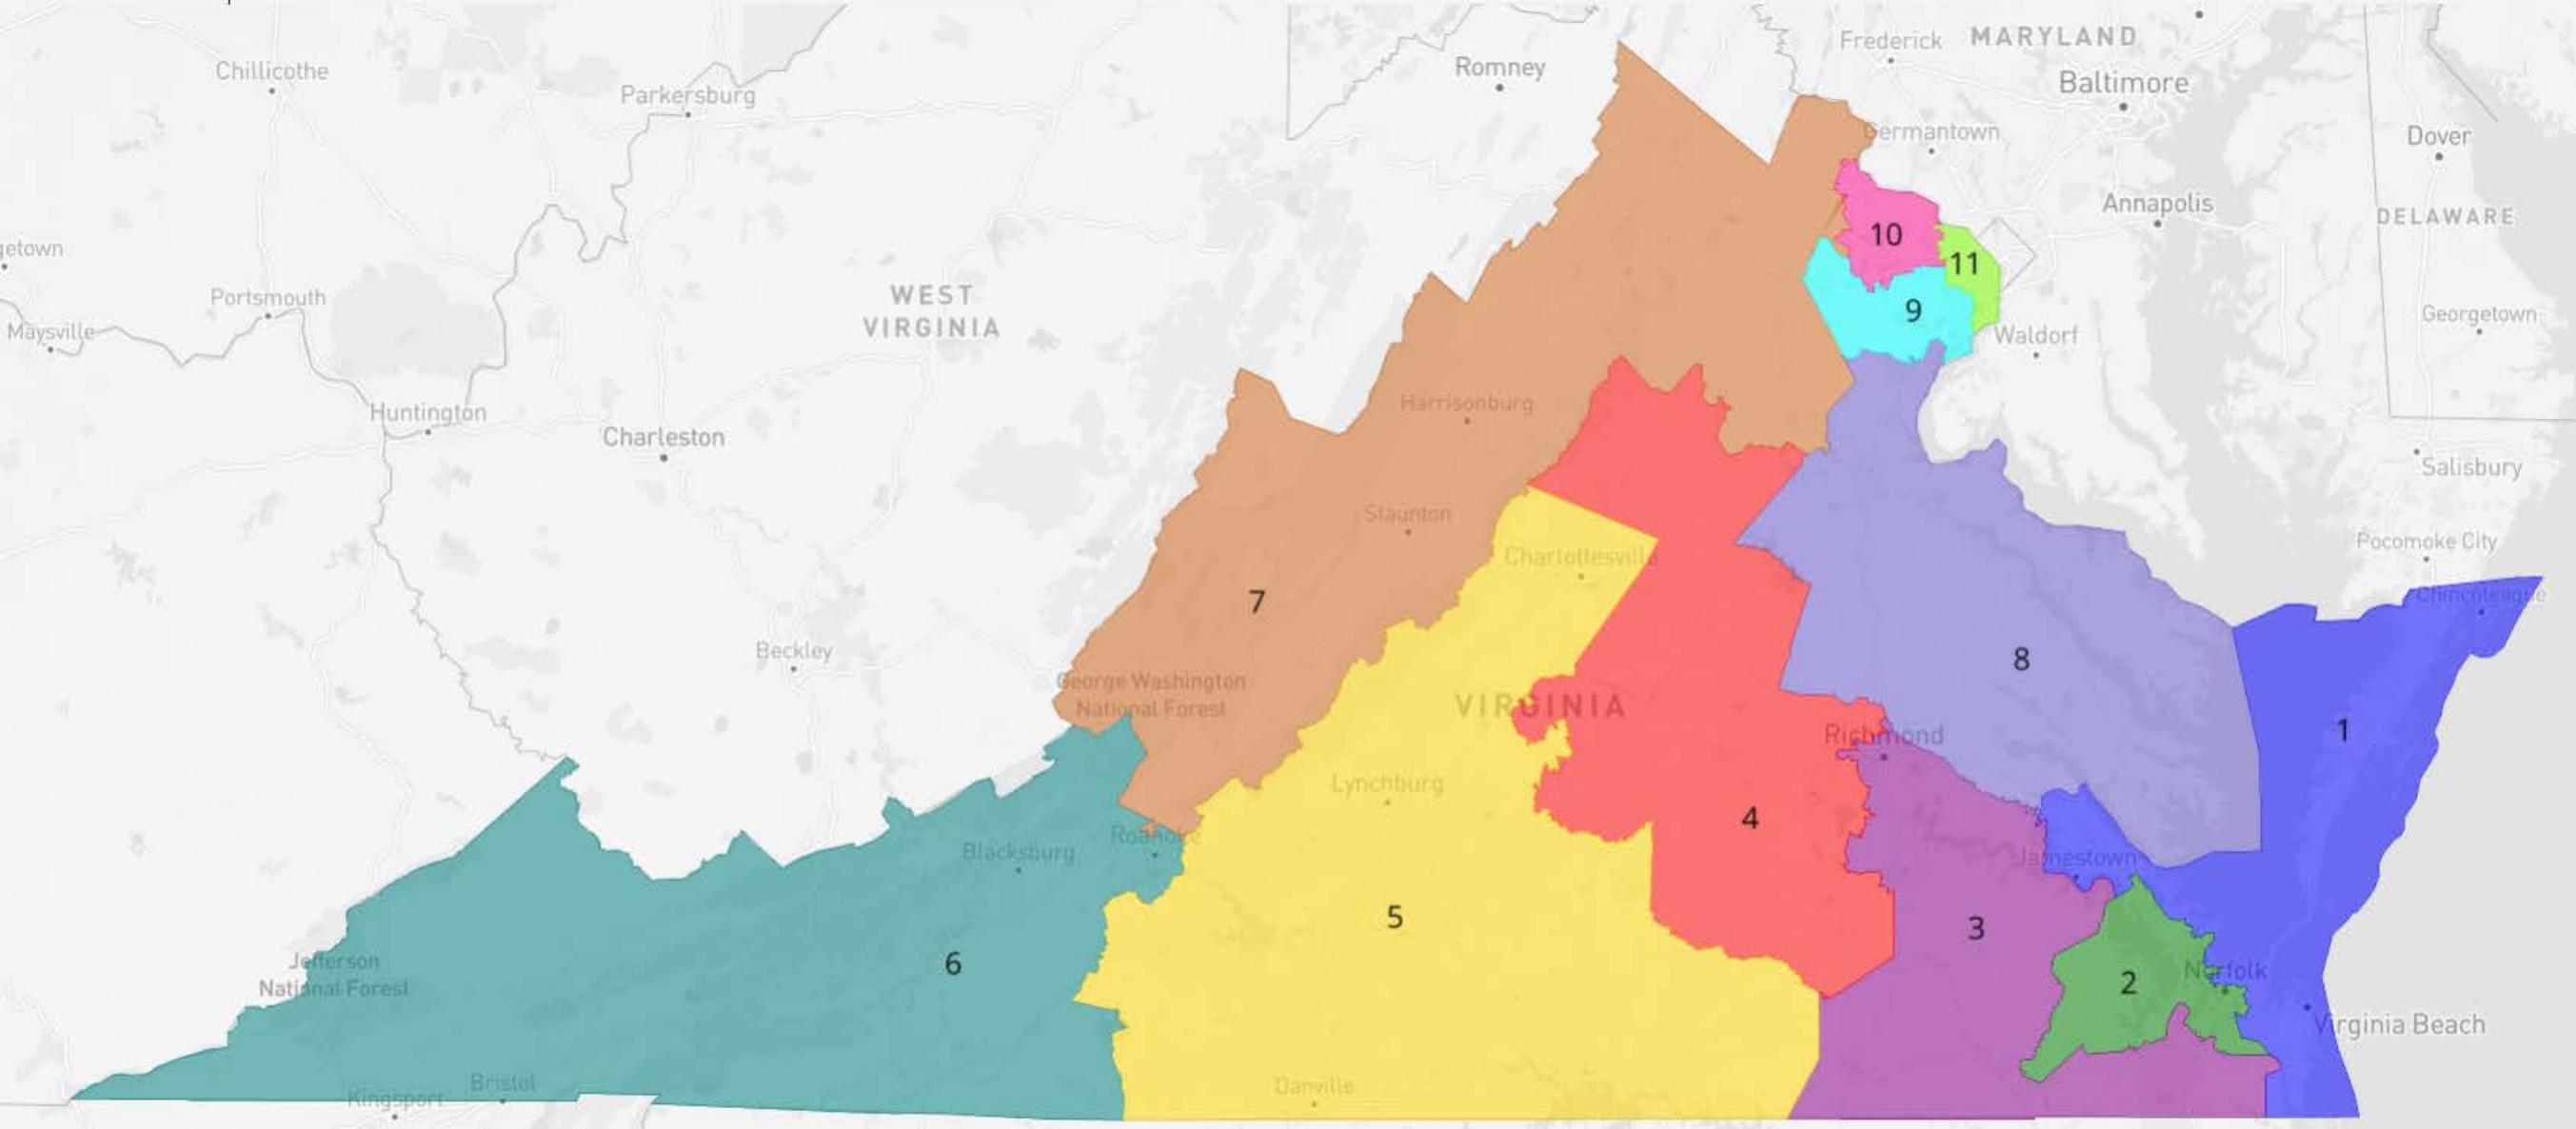 Frederick
MARYLAND
Chillicothe
Romney
Parkersburg
Baltimore
Germantown
Dover
Annapolis
DELAWARE
getown
10
11
Portsmouth
WEST
VIRGINIA
9
Georgetown
Maysville
Waldorf
Huntington
Harrisonburg
Charleston
Salisbury
Staunton
Pocomoke City
Charlottesville
Chincoteague
7
Beckley
8
George Washington
National Forest
VIRGINIA
1
Richmond
Lynchburg
4
Roanoke
Blacksburg
Jamestown
5
3
6
Jefferson
National Forest
Norfolk
2
Virginia Beach
Bristol
Danville
Kingsport